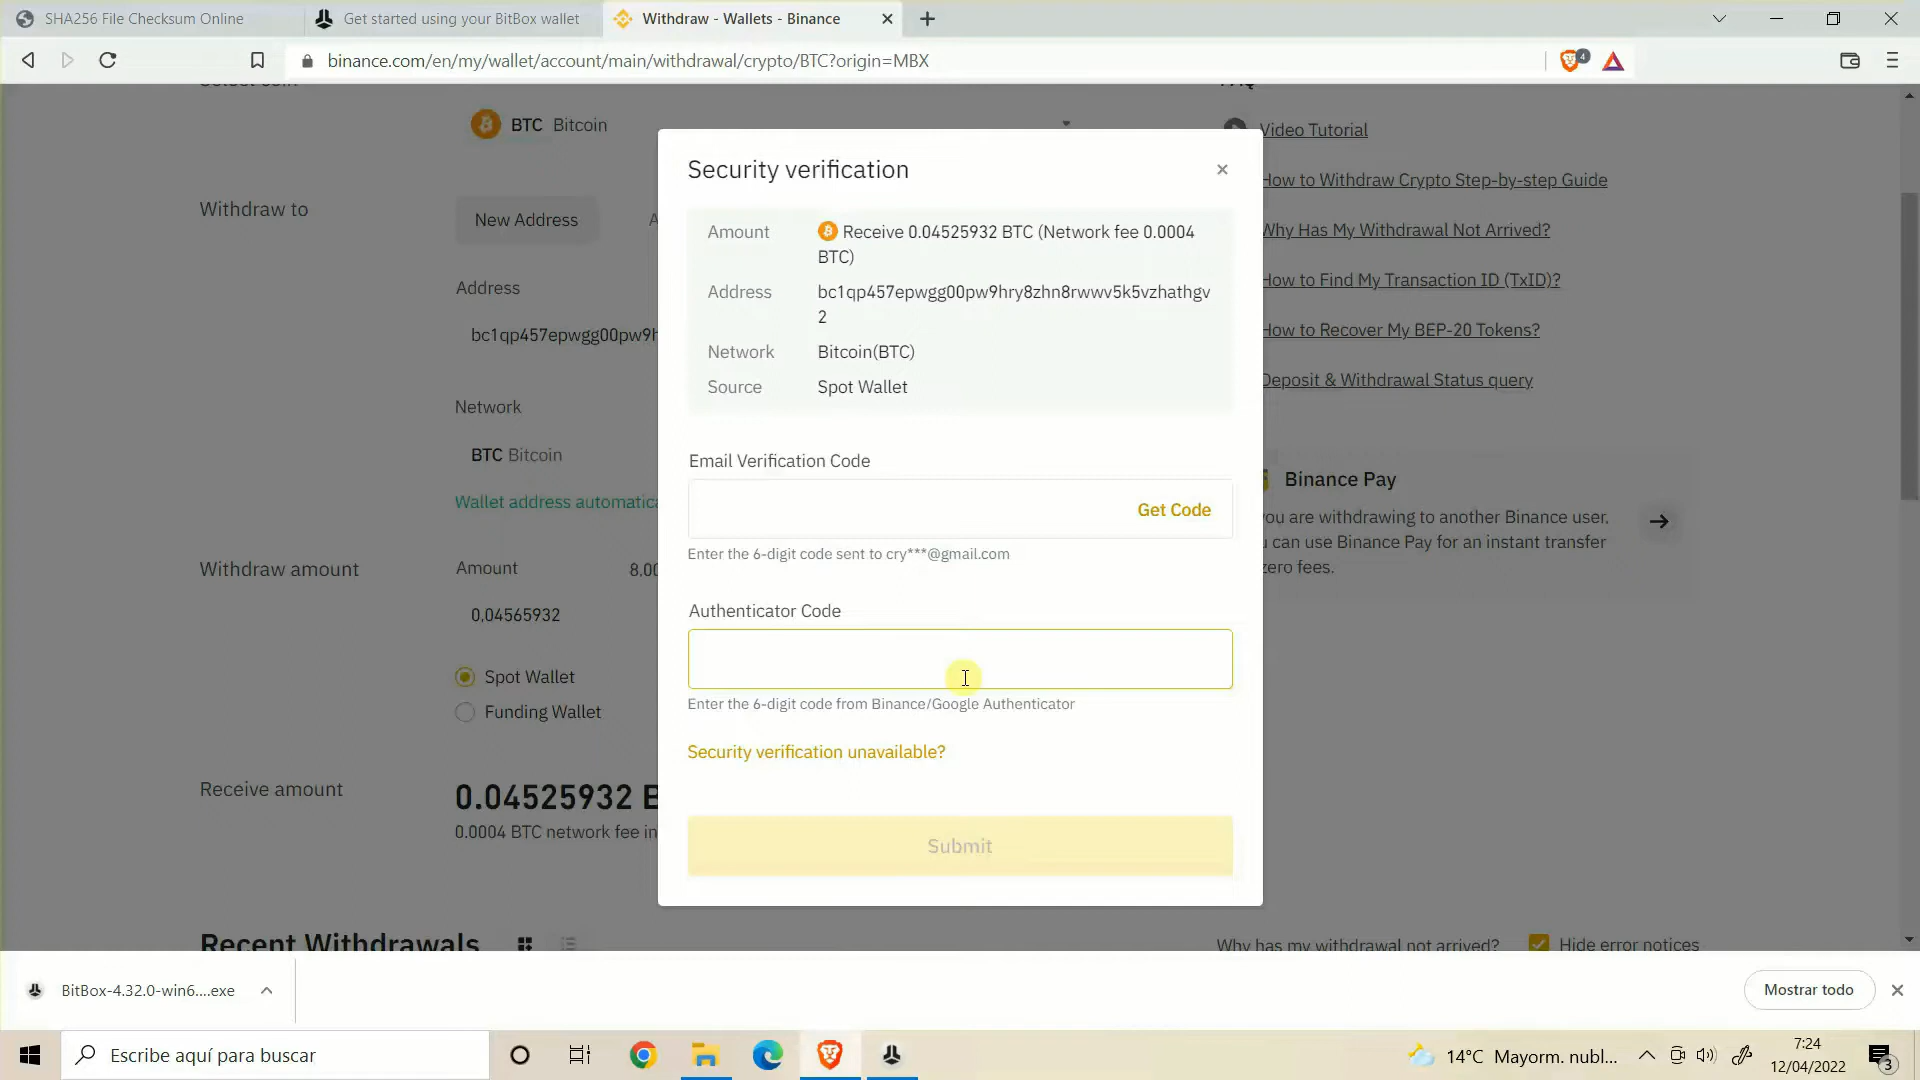 SHA256 File Checksum Online
Get started using your BitBox wallet
Withdraw - Wallets - Binance
binance.com/en/my/wallet/account/main/withdrawal/crypto/BTC?origin=MBX
4
BTC Bitcoin
Withdraw to
New Address
Address
bc1qp457epwgg00pw9h
Network
BTC Bitcoin
Wallet address automatica
Withdraw amount
Amount
8,00
0,04565932
Spot Wallet
Funding Wallet
Receive amount
0.04525932 B
0.0004 BTC network fee in
Recent Withdrawals
Security verification
Amount
Receive 0.04525932 BTC (Network fee 0.0004
BTC)
Address
bc1qp457epwgg00pw9hry8zhn8rwwv5k5vzhathgv
2
Network
Bitcoin(BTC)
Source
Spot Wallet
Email Verification Code
Get Code
Enter the 6-digit code sent to cry***@gmail.com
Authenticator Code
Enter the 6-digit code from Binance/Google Authenticator
Security verification unavailable?
Submit
FAQ
Video Tutorial
How to Withdraw Crypto Step-by-step Guide
Why Has My Withdrawal Not Arrived?
How to Find My Transaction ID (TxID)?
How to Recover My BEP-20 Tokens?
Deposit & Withdrawal Status query
Binance Pay
you are withdrawing to another Binance user.
can use Binance Pay for an instant transfer
zero fees.
Why has my withdrawal not arrived?
Hide error notices
BitBox-4.32.0-win6....exe
Mostrar todo
Escribe aquí para buscar
14°C Mayorm. nubl...
7:24
12/04/2022
3